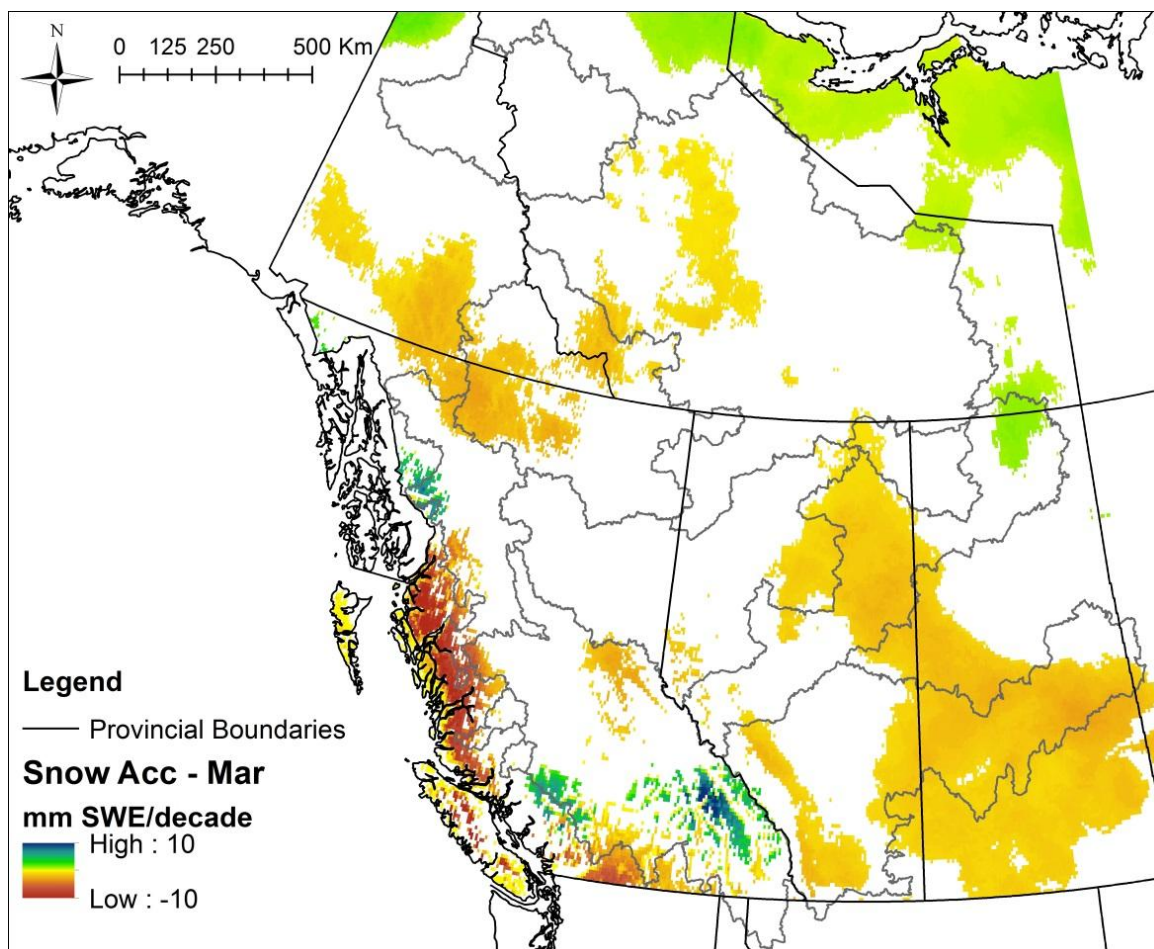 N
0 125 250 500 Km
Legend
Provincial Boundaries
Snow Acc - Mar
mm SWE/decade
High : 10
Low : -10